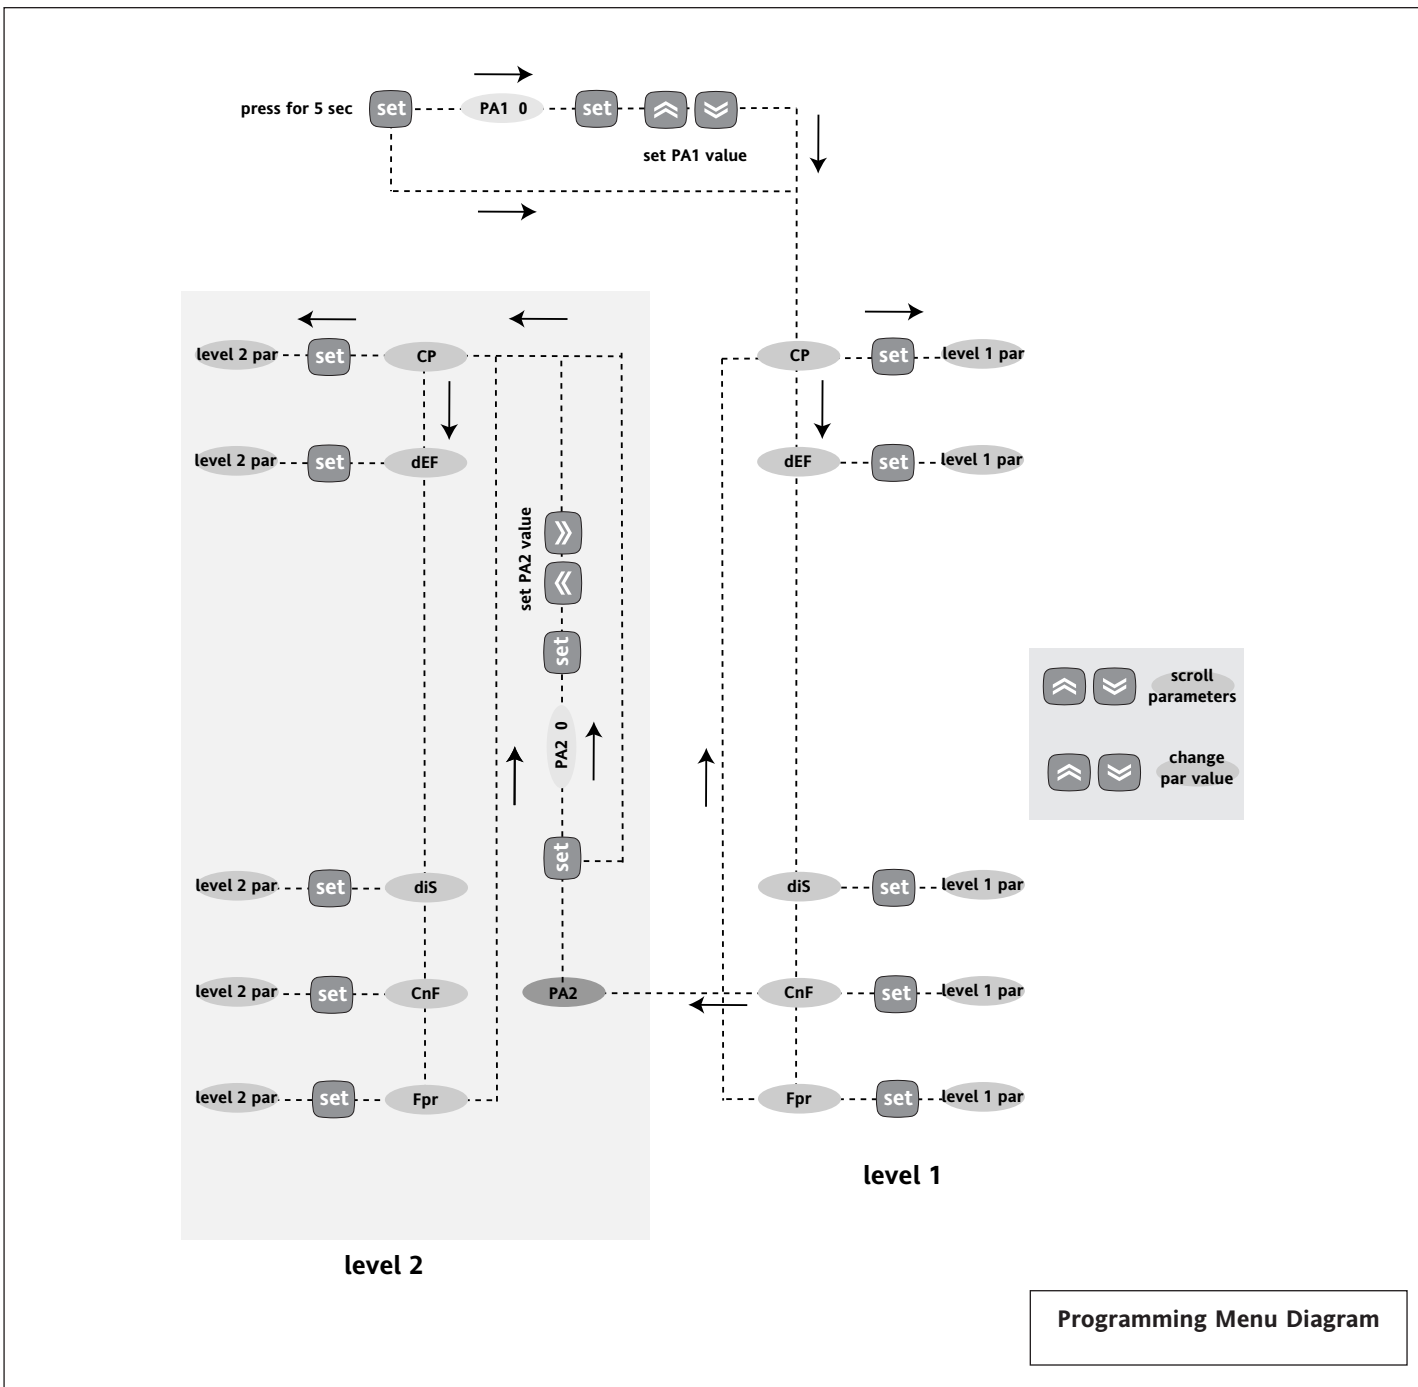 press for 5 sec set PA1 0 set
set PA1 value
level 2 par set CP
CP set level 1 par
level 2 par set dEF
dEF set level 1 par
set PA2 value
set
PA2 0
set
scroll
parameters
change
par value
level 2 par set diS
diS set level 1 par
level 2 par set CnF
PA2
CnF set level 1 par
level 2 par set Fpr
Fpr set level 1 par
level 1
level 2
Programming Menu Diagram